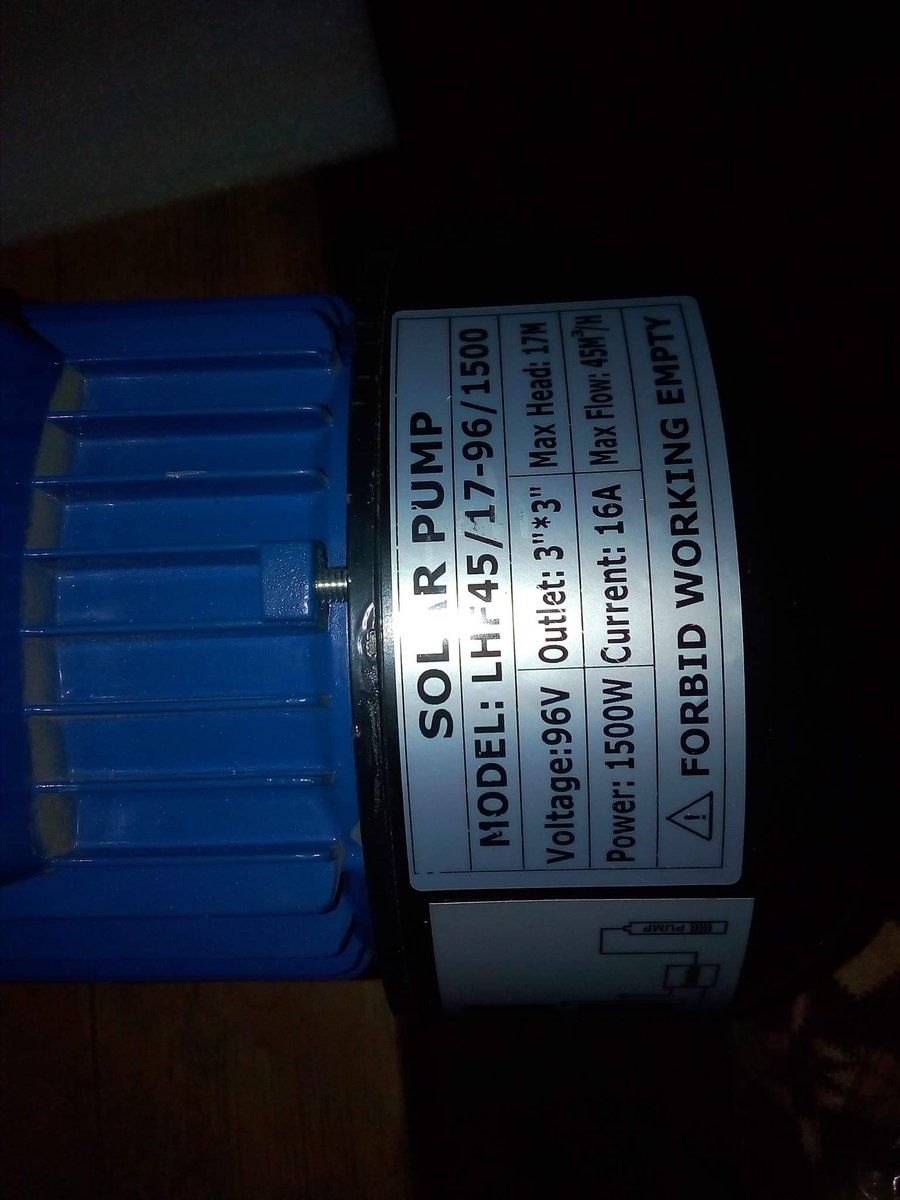 SOLAR PUMP
MODEL: LHF45/17-96/1500
Voltage:96V Outlet: 3"*3" Max Head: 17M
Power: 1500W Current: 16A Max Flow: 45M³/H
FORBID WORKING EMPTY
PUMP